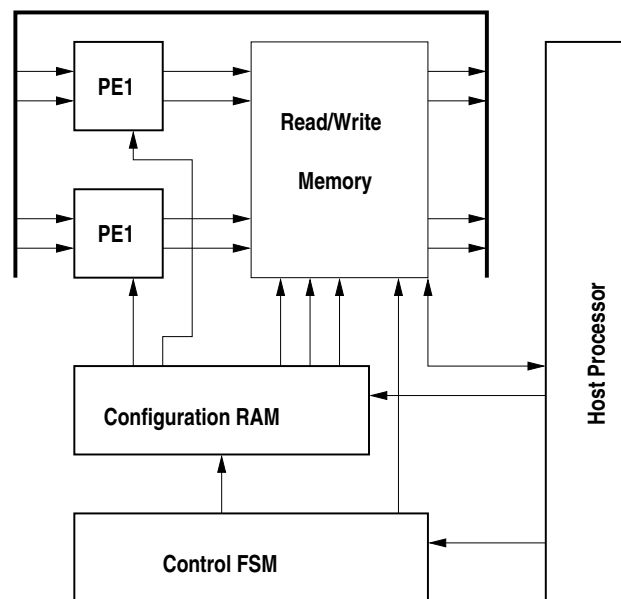 PE1
Read/Write
Memory
PE1
Host Processor
Configuration RAM
Control FSM